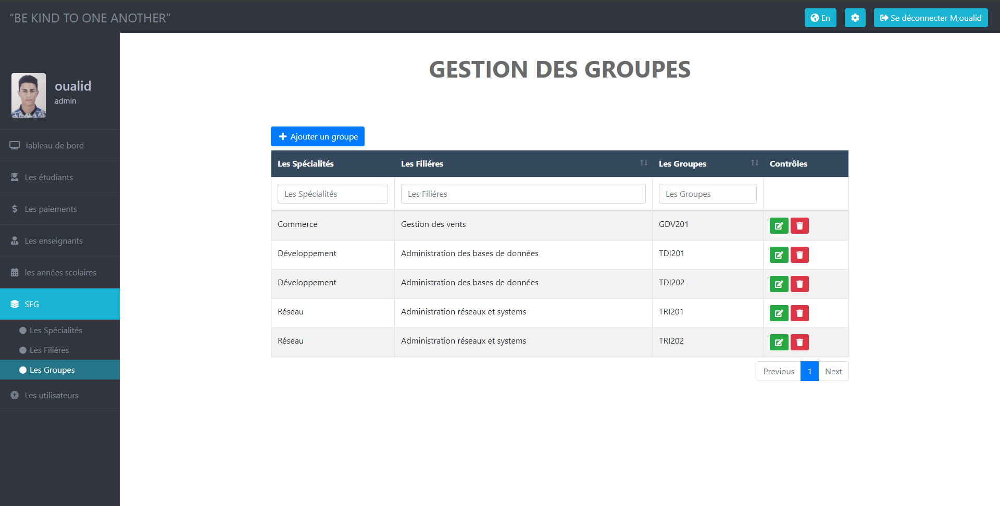 “BE KIND TO ONE ANOTHER”
En
Se déconnecter M,oualid
oualid
admin
Tableau de bord
Les étudiants
Les paiements
Les enseignants
les années scolaires
SFG
Les Spécialités
Les Filiéres
Les Groupes
Les utilisateurs
GESTION DES GROUPES
Ajouter un groupe
Les Spécialités Les Filiéres Les Groupes Contrôles
Les Spécialités Les Filiéres Les Groupes
Commerce Gestion des vents GDV201
Développement Administration des bases de données TDI201
Développement Administration des bases de données TDI202
Réseau Administration réseaux et systems TRI201
Réseau Administration réseaux et systems TRI202
Previous 1 Next